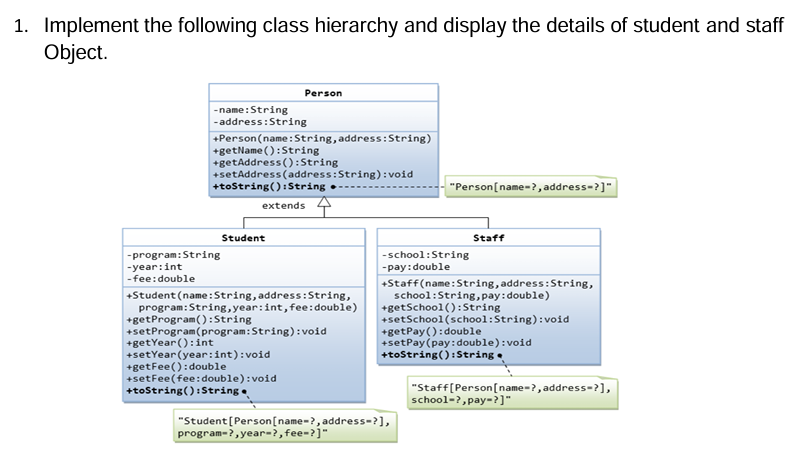 1. Implement the following class hierarchy and display the details of student and staff
Object.
Person
-name:String
-address:String
+Person(name:String,address:String)
+getName():String
+getAddress():String
+setAddress(address:String):void
+toString():String
"Person[name=?,address=?]"
extends
Student
-program:String
-year:int
-fee:double
+Student(name:String,address:String,
program:String,year:int,fee:double)
+getProgram():String
+setProgram(program:String):void
+getYear():int
+setYear(year:int):void
+getFee():double
+setFee(fee:double):void
+toString():String
"Student[Person[name=?,address=?],
program=?,year=?,fee=?]"
Staff
-school:String
-pay:double
+Staff(name:String,address:String,
school:String,pay:double)
+getSchool():String
+setSchool(school:String):void
+getPay():double
+setPay(pay:double):void
+toString():String
"Staff[Person[name=?,address=?],
school=?,pay=?]"